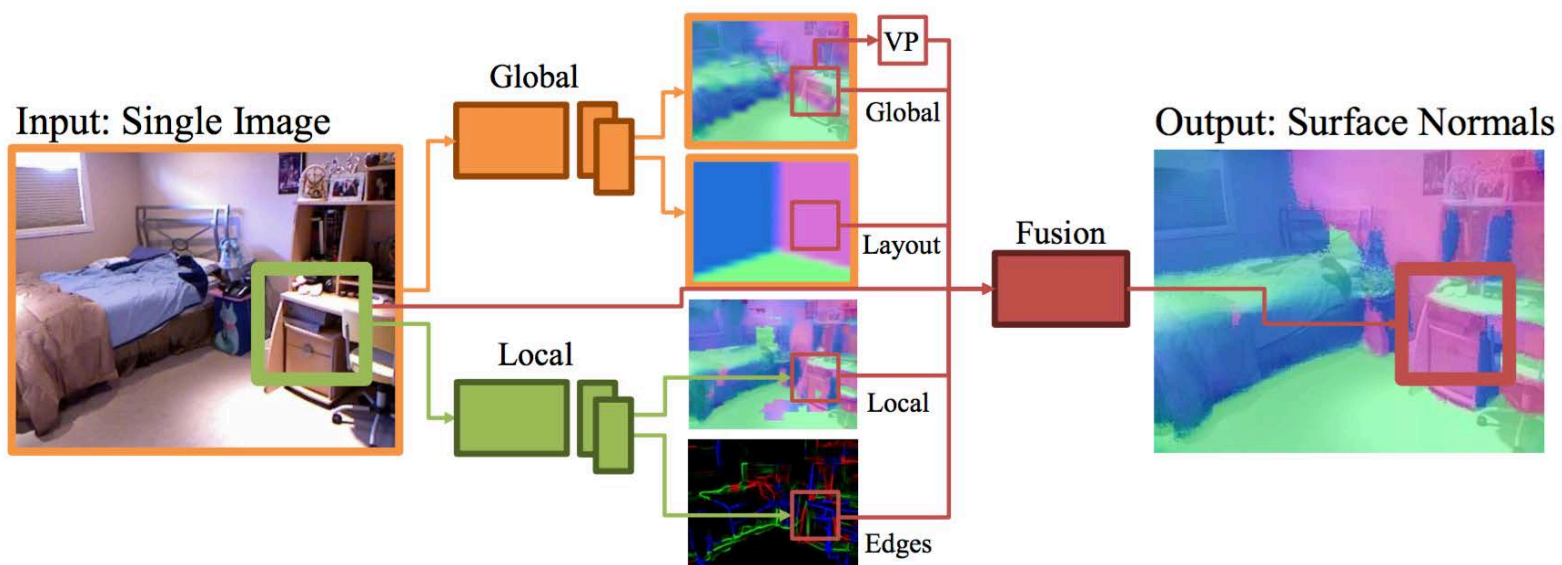 Input: Single Image
Global
VP
Global
Layout
Local
Local
Edges
Fusion
Output: Surface Normals